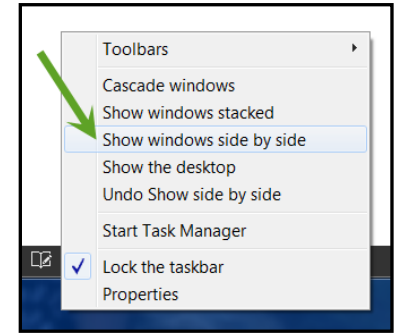 Toolbars
Cascade windows
Show windows stacked
Show windows side by side
Show the desktop
Undo Show side by side
Start Task Manager
Lock the taskbar
Properties